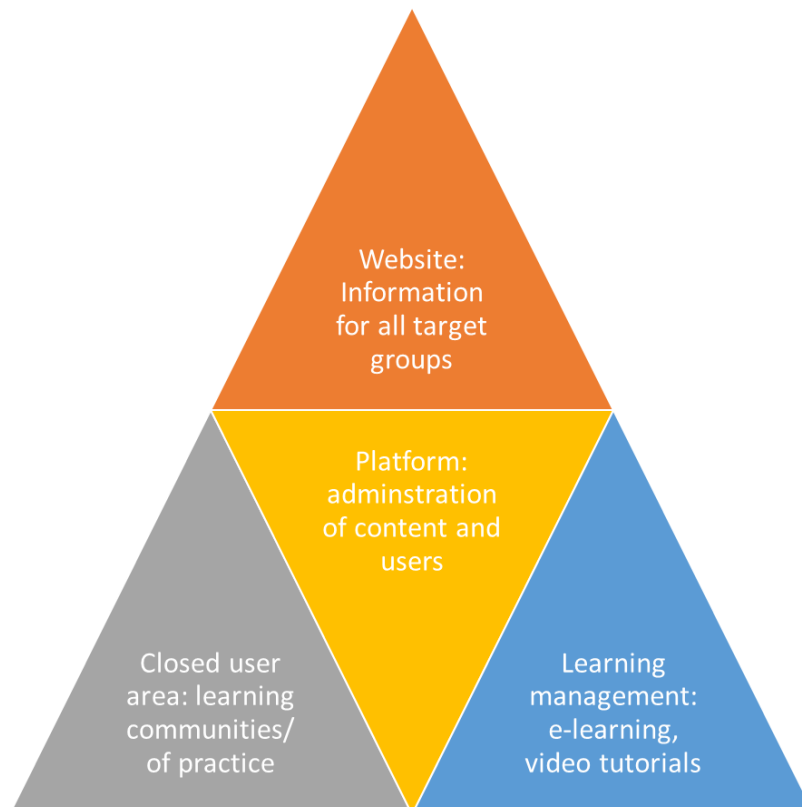 Website:
Information
for all target
groups
Platform:
adminstration
of content and
users
Closed user
area: learning
communities/
of practice
Learning
management:
e-learning,
video tutorials